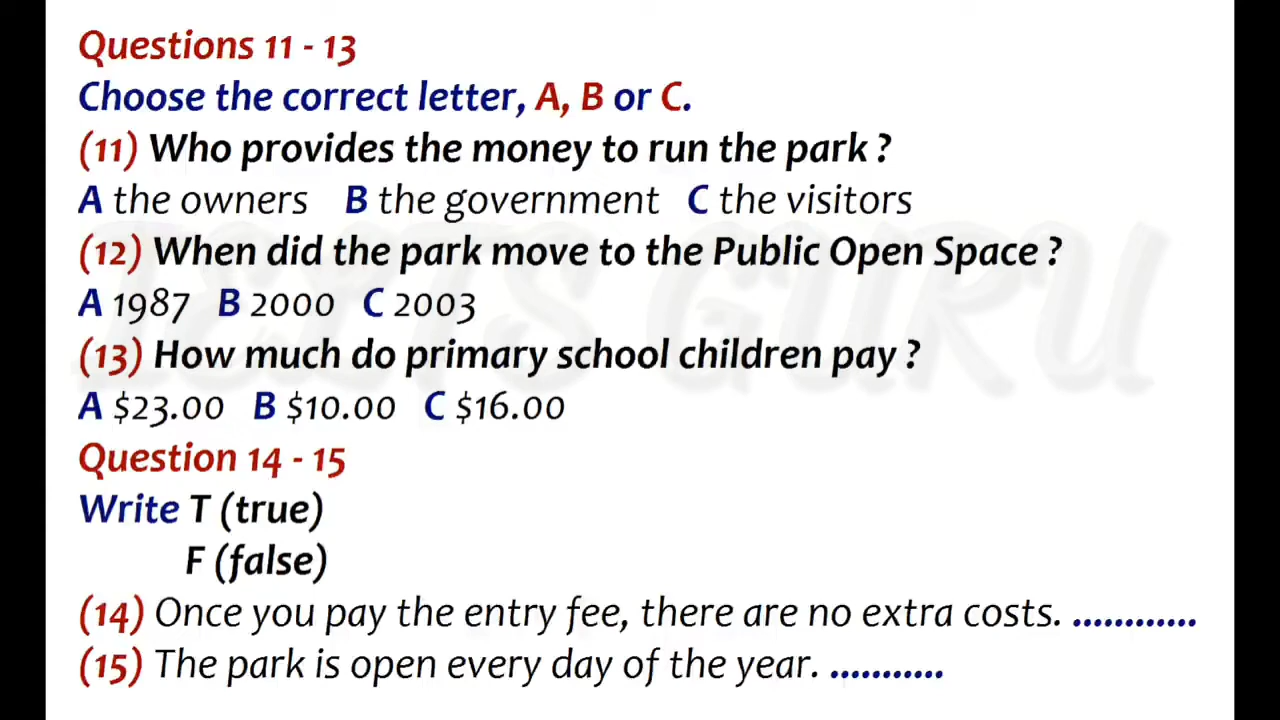 Questions 11 - 13
Choose the correct letter, A, B or C.
(11) Who provides the money to run the park ?
A the owners B the government C the visitors
(12) When did the park move to the Public Open Space ?
A 1987 B 2000 C 2003
(13) How much do primary school children pay ?
A $23.00 B $10.00 C $16.00
Question 14 - 15
Write T (true)
F (false)
(14) Once you pay the entry fee, there are no extra costs. ............
(15) The park is open every day of the year. ...........
IELTS GURU